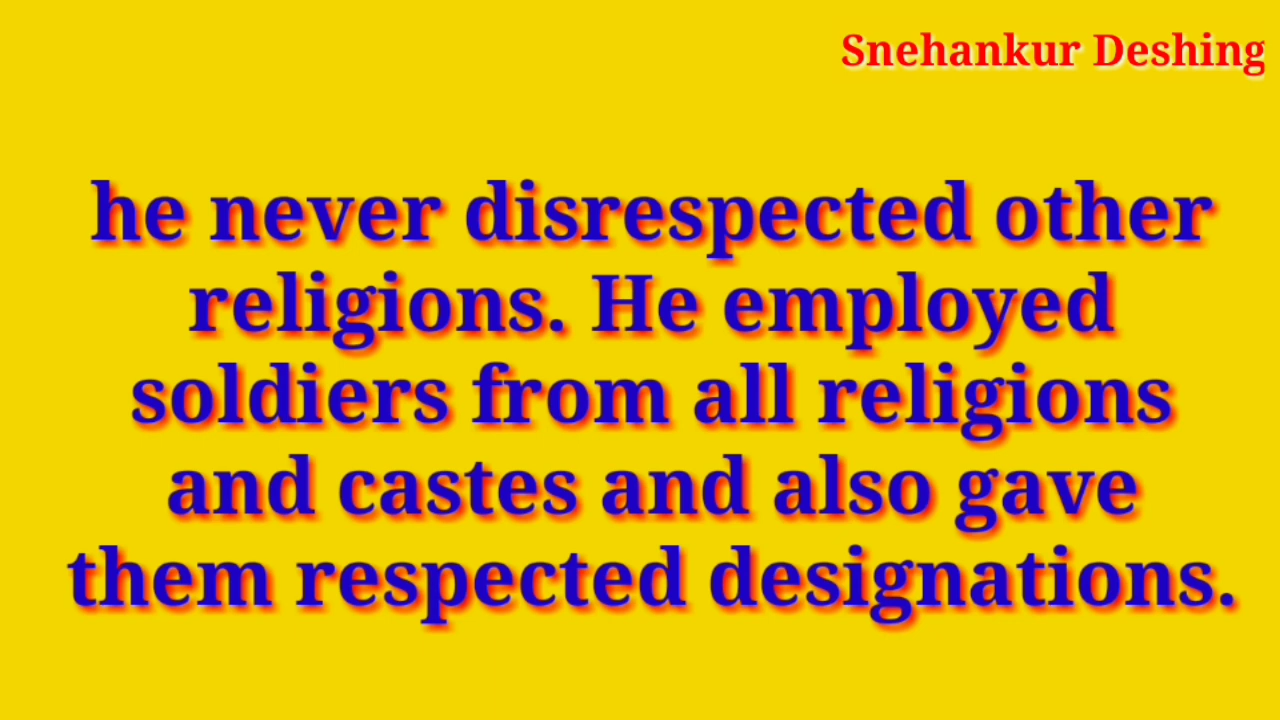 Snehankur Deshing
he never disrespected other
religions. He employed
soldiers from all religions
and castes and also gave
them respected designations.